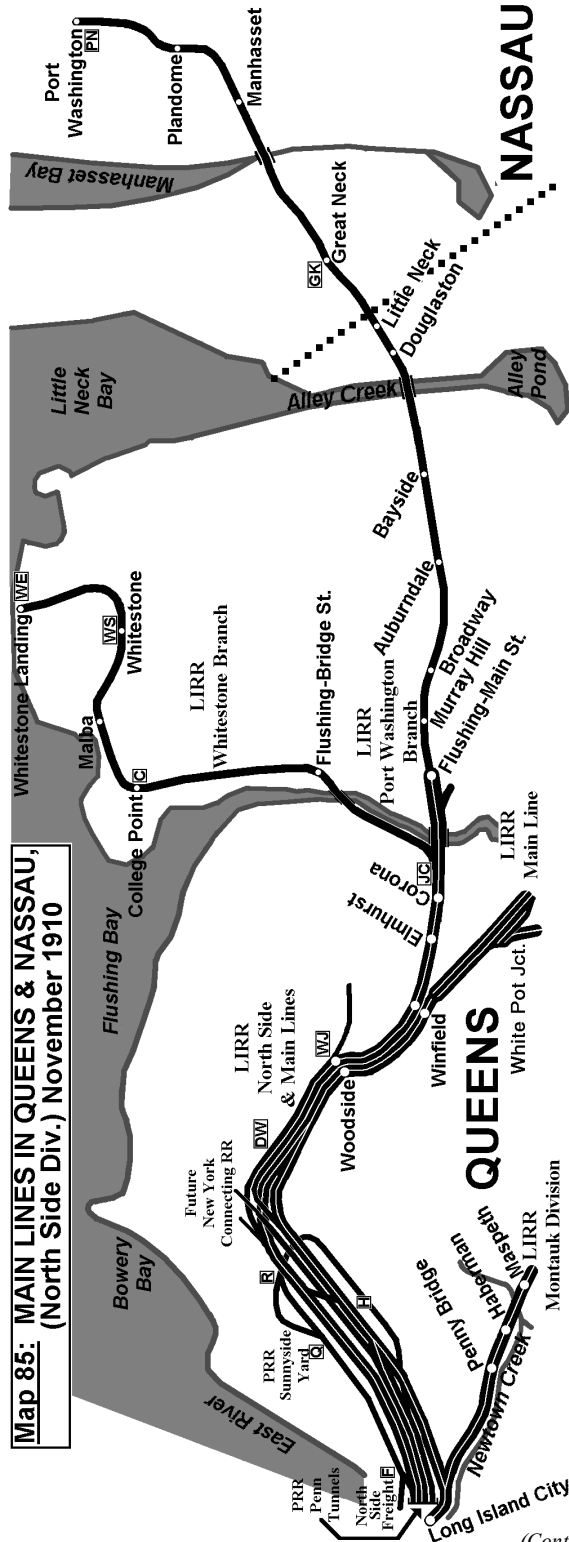 Map 85: MAIN LINES IN QUEENS & NASSAU,
(North Side Div.) November 1910
East River
Bowery
Bay
Flushing Bay
Little
Neck
Bay
Manhasset Bay
PRR
Penn
Tunnels
North
Side
Freight
F
PRR
Sunnyside
Yard
Q
R
H
Future
New York
Connecting RR
DW
LIRR
North Side
& Main Lines
WJ
Woodside
Winfield
White Pot Jct.
QUEENS
Long Island City
Newtown Creek
Penny Bridge
Haberman
Maspeth
LIRR
Montauk Division
Elmhurst
Corona
JC
LIRR
Main Line
College Point
C
Malba
Whitestone Landing
WE
WS
Whitestone
LIRR
Whitestone Branch
Flushing-Bridge St.
LIRR
Port Washington
Branch
Flushing-Main St.
Murray Hill
Broadway
Auburndale
Bayside
Alley Creek
Alley
Pond
Douglaston
Little Neck
GK
Great Neck
Manhasset
Plandome
Port
Washington
PN
NASSAU
(Cont